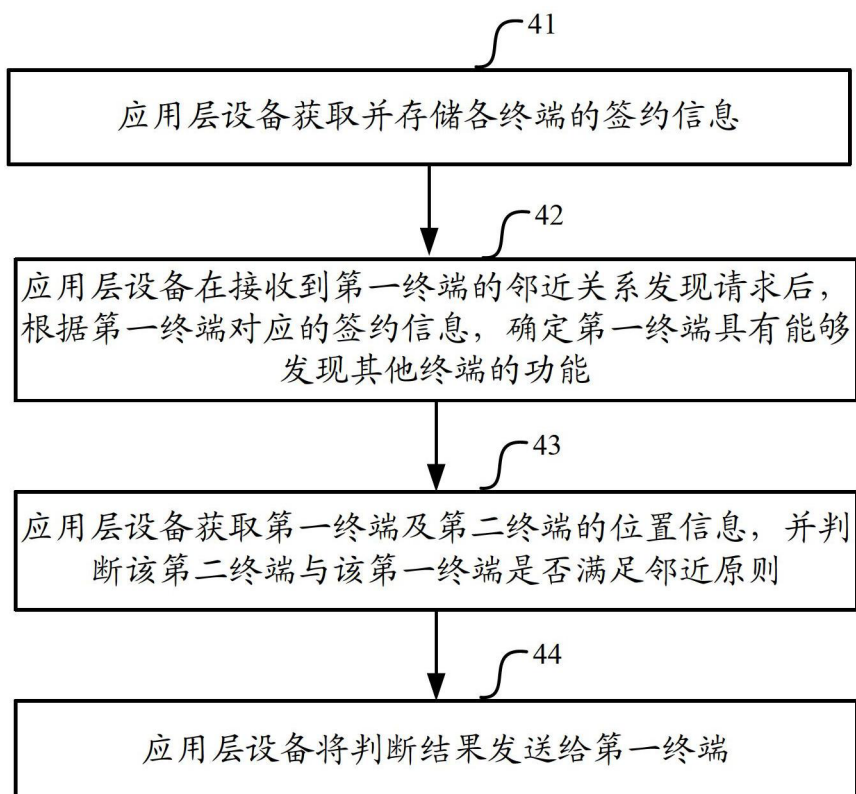 41
应用层设备获取并存储各终端的签约信息
42
应用层设备在接收到第一终端的邻近关系发现请求后，
根据第一终端对应的签约信息，确定第一终端具有能够
发现其他终端的功能
43
应用层设备获取第一终端及第二终端的位置信息，并判
断该第二终端与该第一终端是否满足邻近原则
44
应用层设备将判断结果发送给第一终端